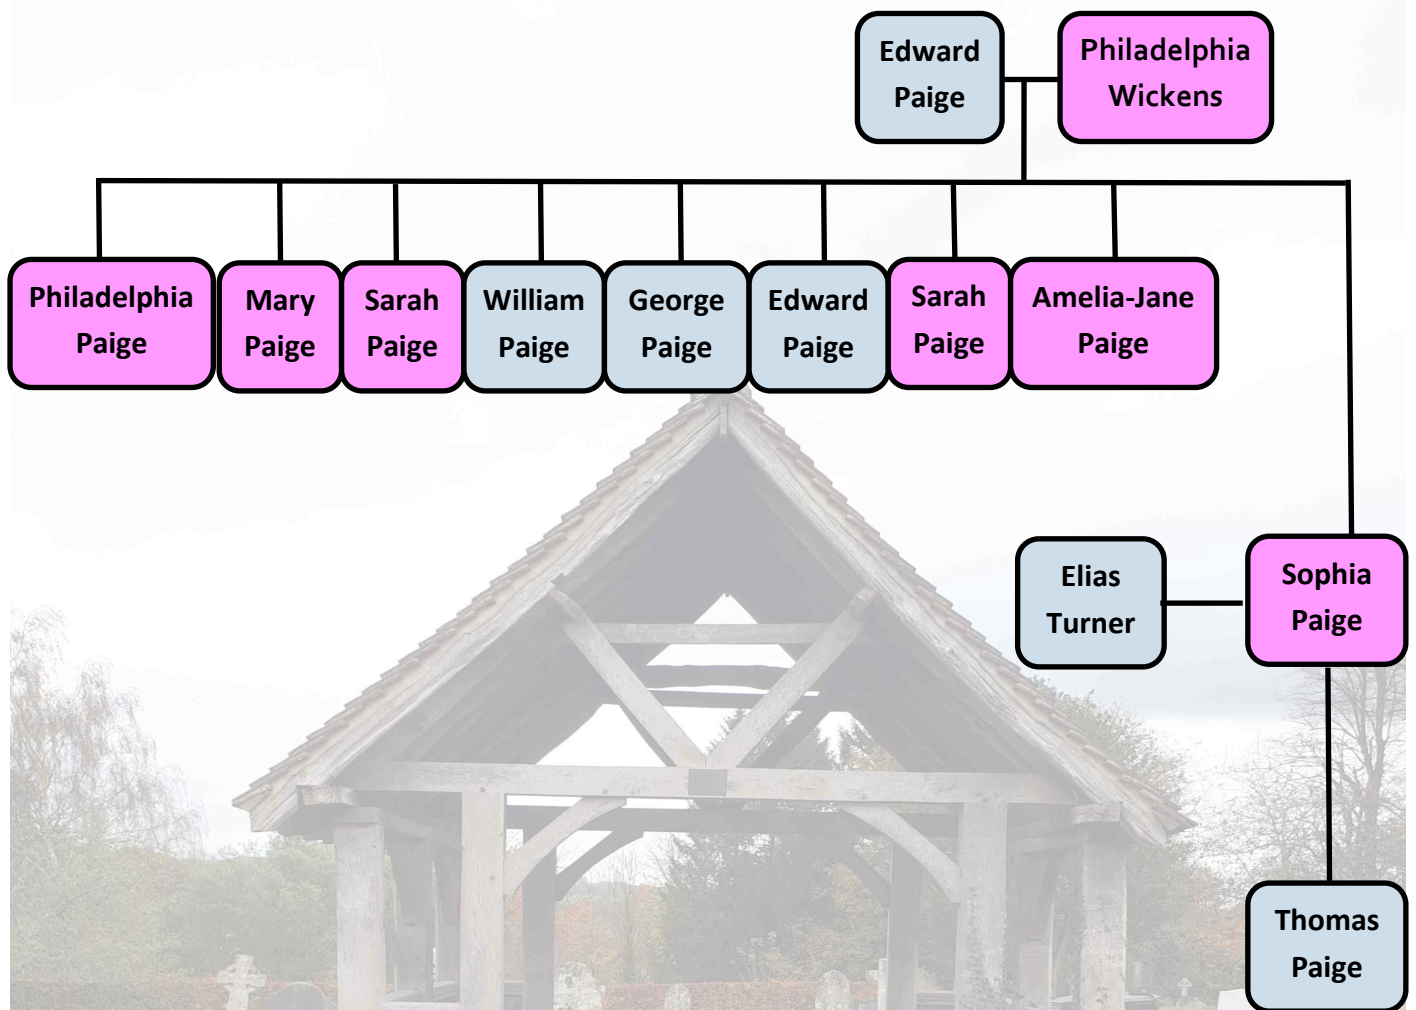 Edward
Paige
Philadelphia
Wickens
Philadelphia
Paige
Mary
Paige
Sarah
Paige
William
Paige
George
Paige
Edward
Paige
Sarah
Paige
Amelia-Jane
Paige
Elias
Turner
Sophia
Paige
Thomas
Paige